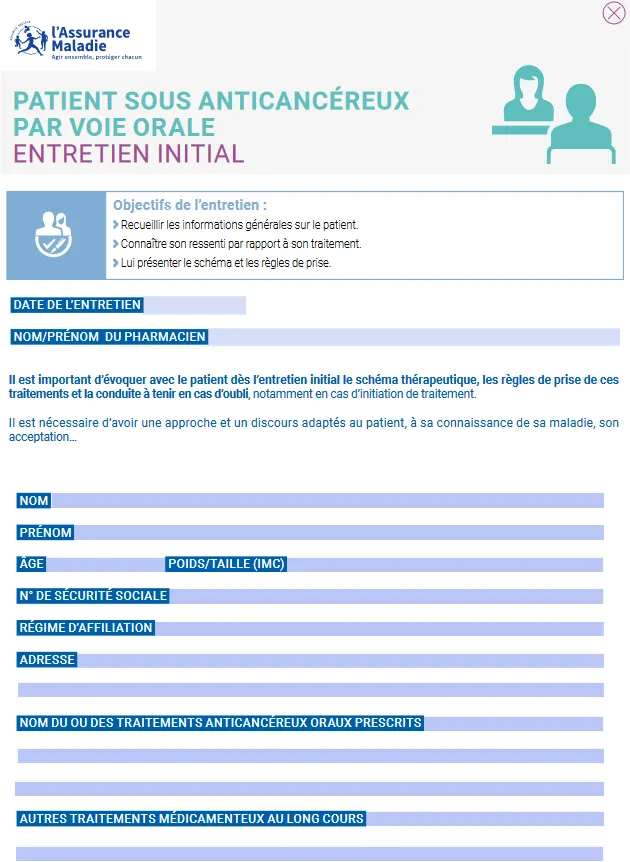 l'Assurance
Maladie
Agir ensemble, protéger chacun
PATIENT SOUS ANTICANCÉREUX
PAR VOIE ORALE
ENTRETIEN INITIAL
Objectifs de l'entretien :
Recueillir les informations générales sur le patient.
Connaître son ressenti par rapport à son traitement.
Lui présenter le schéma et les règles de prise.
DATE DE L'ENTRETIEN
NOM/PRÉNOM DU PHARMACIEN
Il est important d'évoquer avec le patient dès l'entretien initial le schéma thérapeutique, les règles de prise de ces
traitements et la conduite à tenir en cas d'oubli, notamment en cas d'initiation de traitement.
Il est nécessaire d'avoir une approche et un discours adaptés au patient, à sa connaissance de sa maladie, son
acceptation...
NOM
PRÉNOM
ÂGE POIDS/TAILLE (IMC)
N° DE SÉCURITÉ SOCIALE
RÉGIME D'AFFILIATION
ADRESSE
NOM DU OU DES TRAITEMENTS ANTICANCÉREUX ORAUX PRESCRITS
AUTRES TRAITEMENTS MÉDICAMENTEUX AU LONG COURS